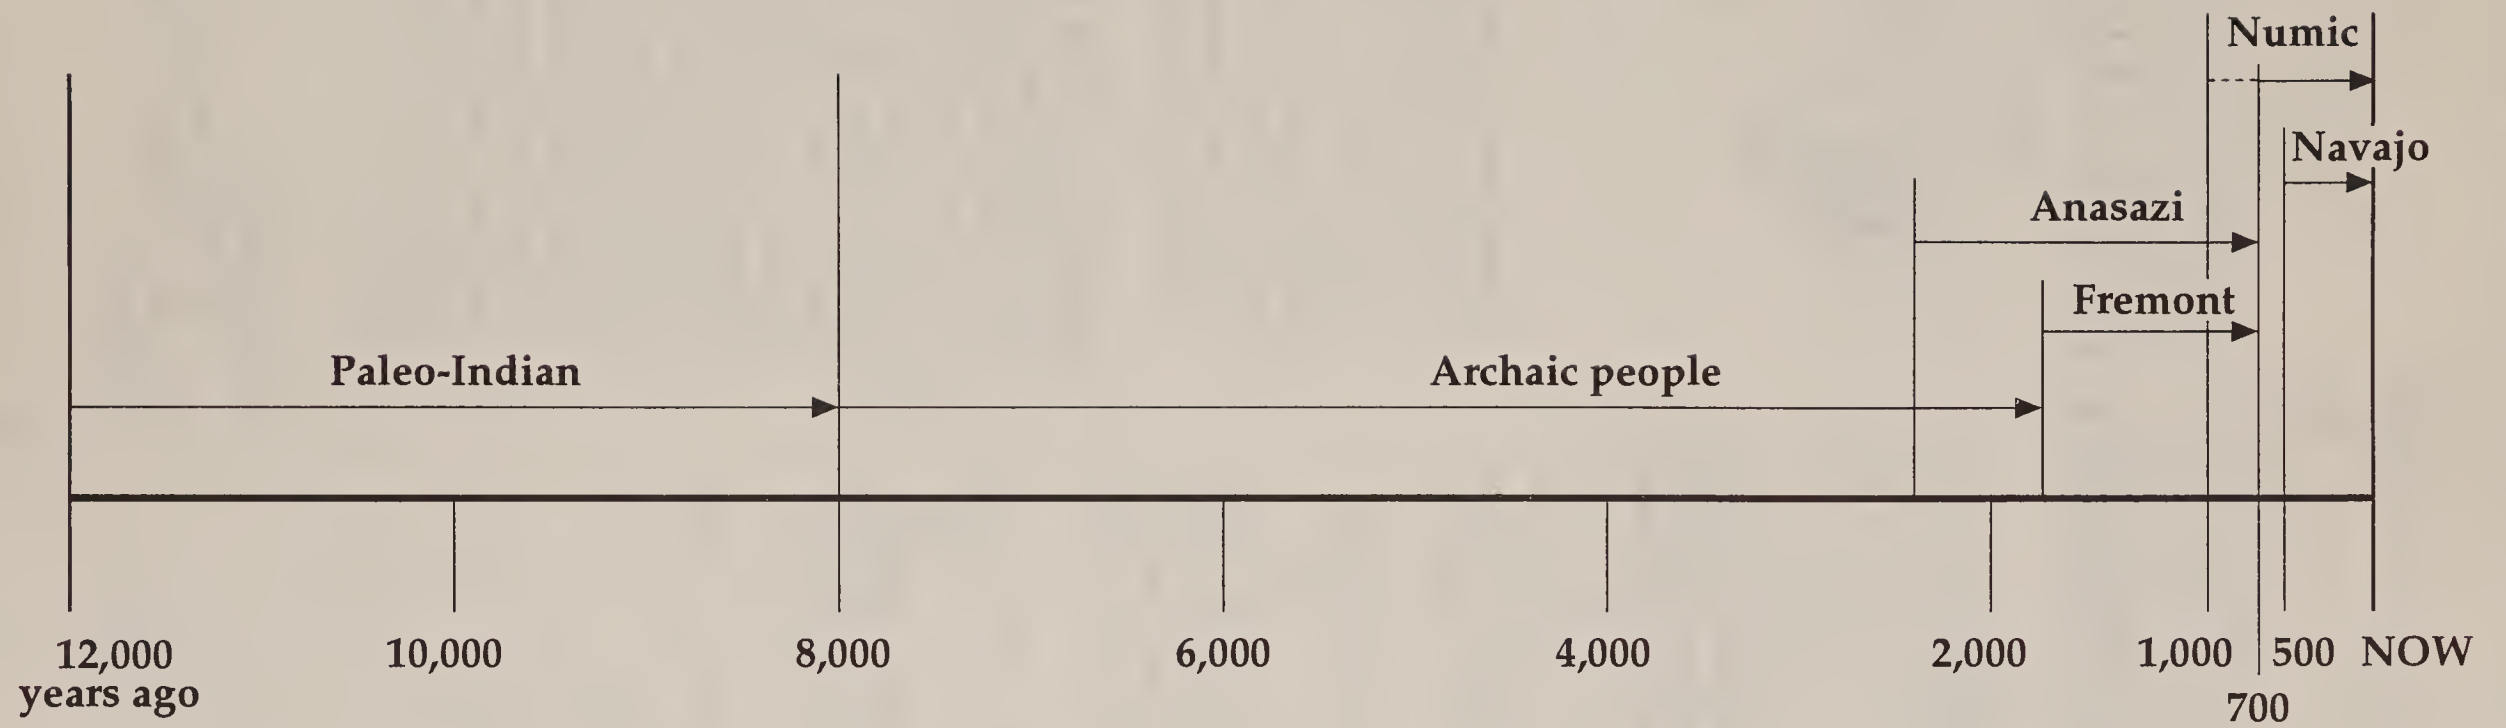 Numic
Navajo
Anasazi
Fremont
Paleo-Indian
Archaic people
12,000
years ago
10,000
8,000
6,000
4,000
2,000
1,000
700
500
NOW